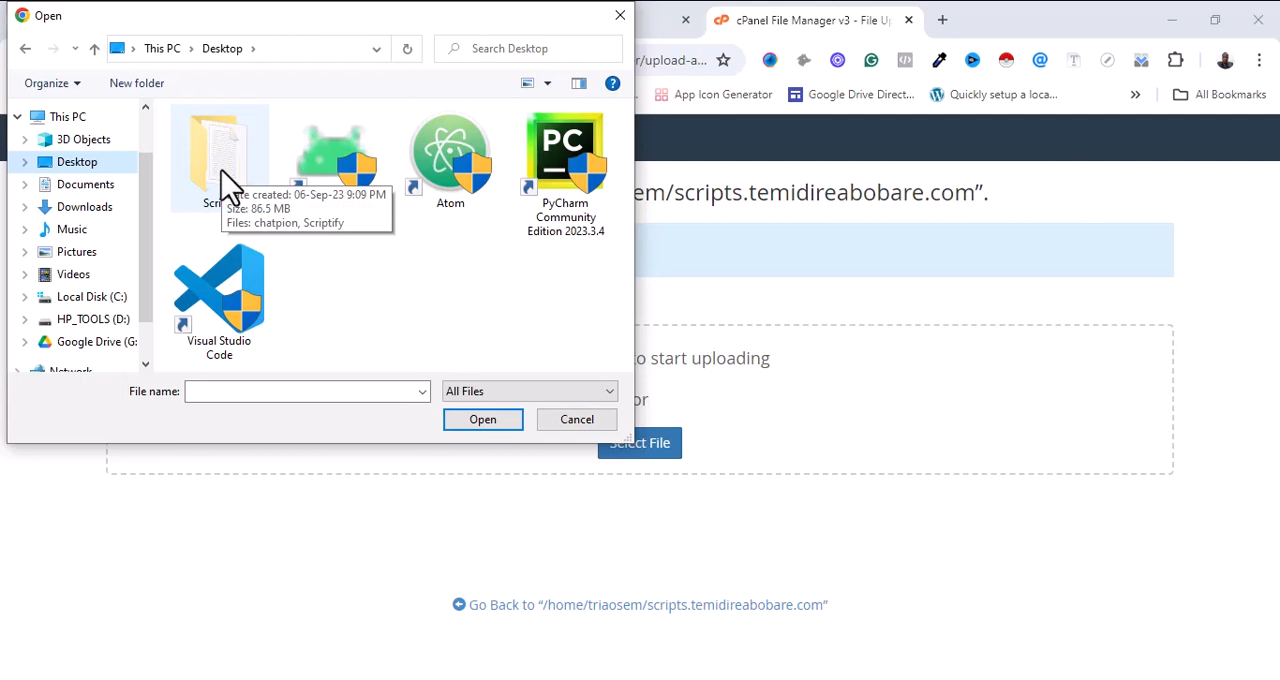 Open
cPanel File Manager v3 - File U
This PC
Desktop
Search Desktop
r/upload-a...
Organize
New folder
App Icon Generator
Google Drive Direct...
Quickly setup a loca...
»
All Bookmarks
This PC
3D Objects
Desktop
Documents
Downloads
Music
Pictures
Videos
Local Disk (C:)
HP_TOOLS (D:)
Google Drive (G:
Network
Scri
te created: 06-Sep-23 9:09 PM
Size: 86.5 MB
Files: chatpion, Scriptify
Atom
PC
PyCharm
Community
Edition 2023.3.4
Visual Studio
Code
em/scripts.temidireabobare.com”.
File name:
All Files
Open
Cancel
to start uploading
or
Select File
Go Back to “/home/triaosem/scripts.temidireabobare.com”